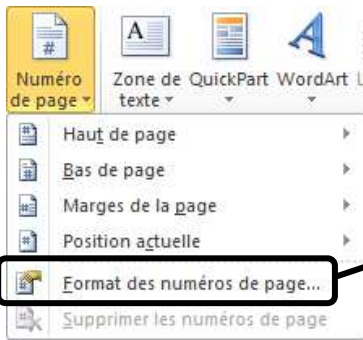 Numéro de page
Zone de texte
QuickPart
WordArt
Haut de page
Bas de page
Marges de la page
Position actuelle
Format des numéros de page...
Supprimer les numéros de page